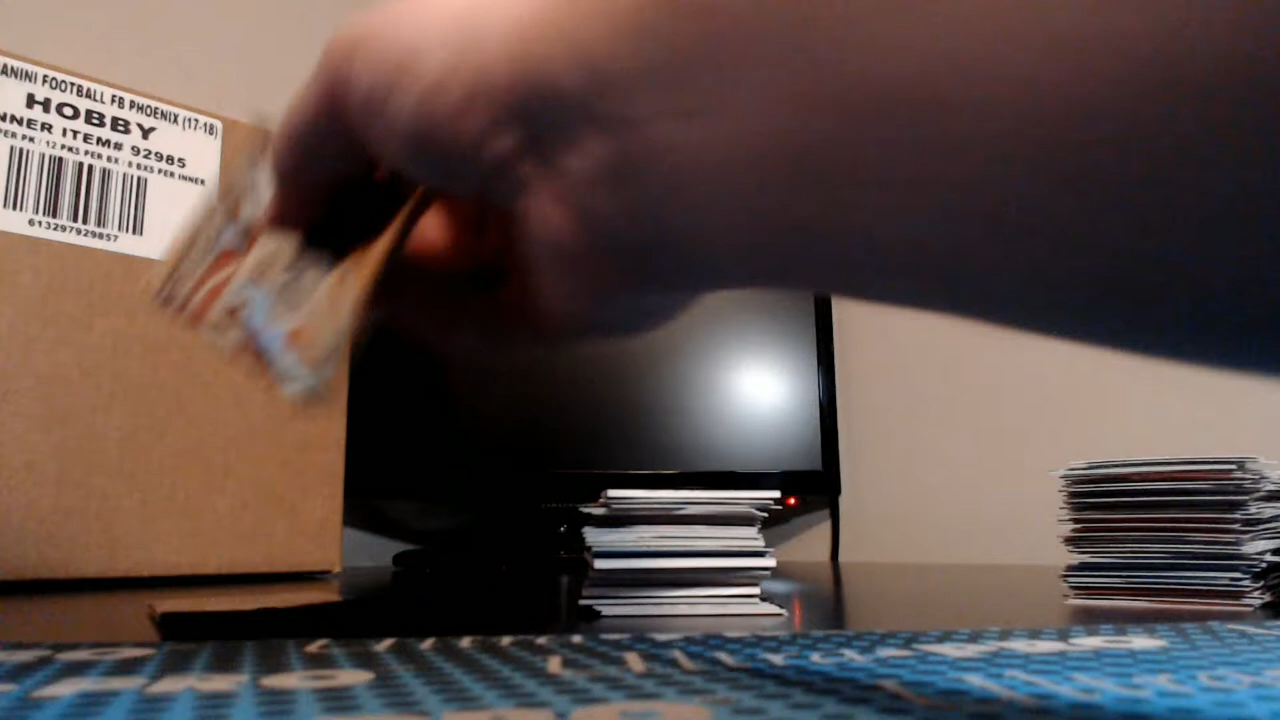 ANINI FOOTBALL FB PHOENIX (17-18)
HOBBY
NNER ITEM# 92985
PER PK / 12 PKS PER BX / 8 BXS PER INNER
613297929857
PRO